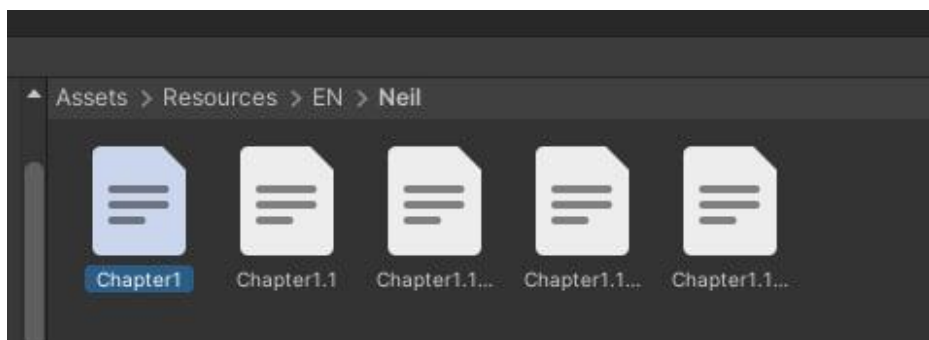 Assets > Resources > EN > Neil
Chapter1 Chapter1.1 Chapter1.1... Chapter1.1... Chapter1.1...